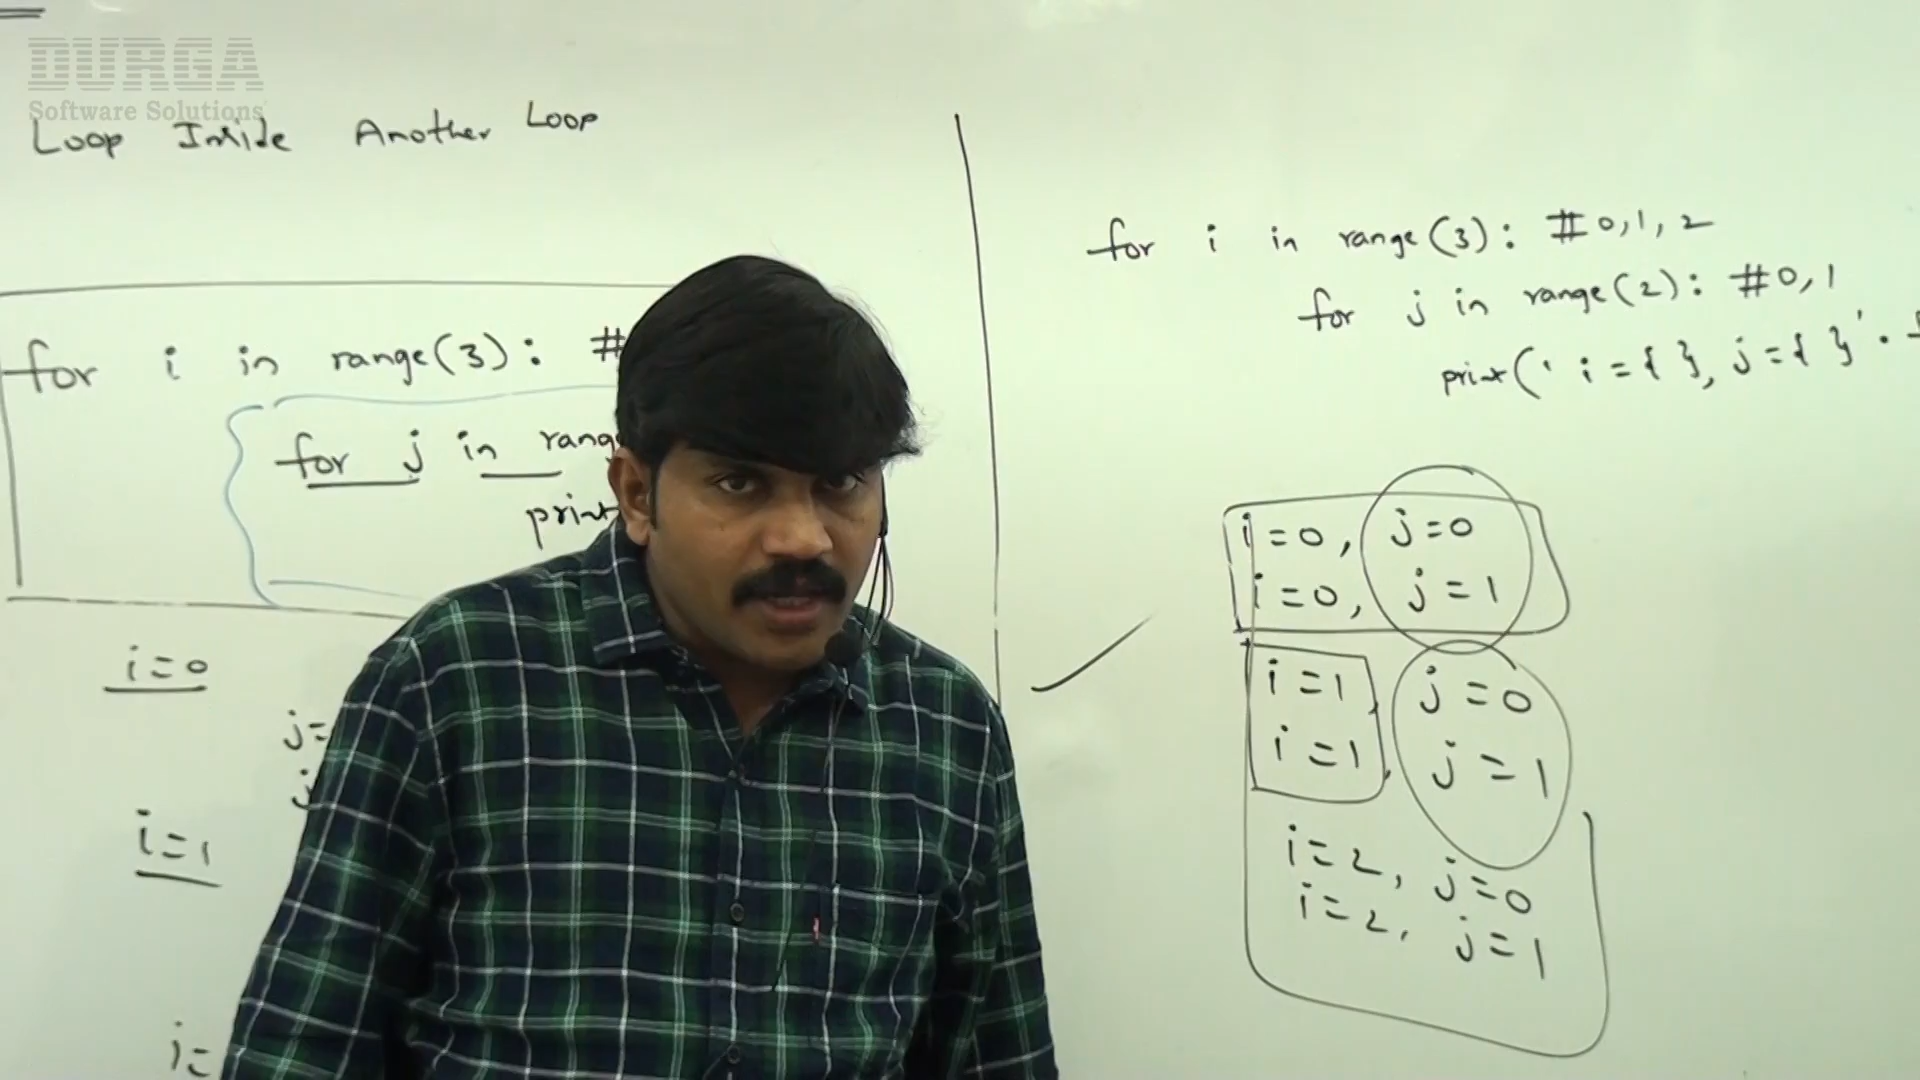 DURGA
Software Solutions
Loop Inside Another Loop
for i in range(3): #
for j in range
print
i=0
j=
j
i=1
i=
for i in range(3): #0,1,2
for j in range(2): #0,1
print(' i={ }, j={ }'.f
i=0, j=0
i=0, j=1
i=1, j=0
i=1, j=1
i=2, j=0
i=2, j=1